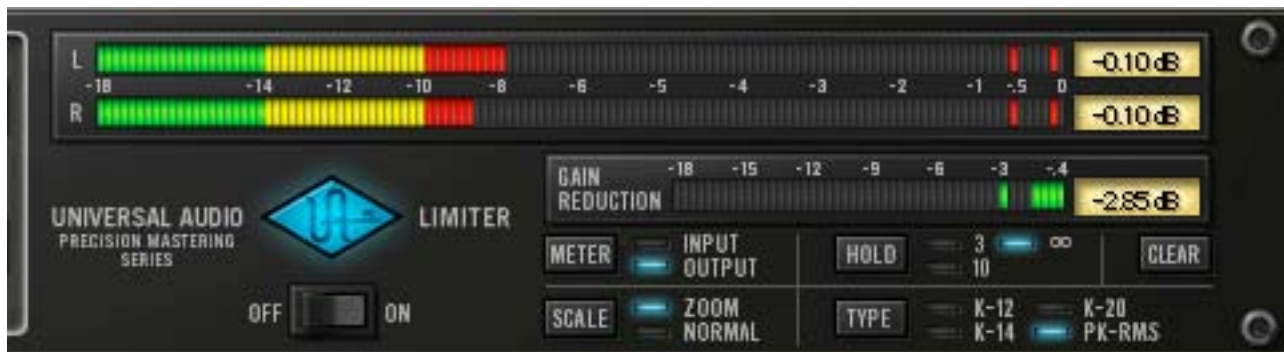 L -0.10 dB
-18 -14 -12 -10 -8 -6 -5 -4 -3 -2 -1 -.5 0
R -0.10 dB
-18 -15 -12 -9 -6 -3 -.4
GAIN
REDUCTION -2.85 dB
UNIVERSAL AUDIO LIMITER
PRECISION MASTERING
SERIES
METER INPUT
OUTPUT
HOLD 3 ∞
10
CLEAR
OFF ON
SCALE ZOOM
NORMAL
TYPE K-12 K-20
K-14 PK-RMS